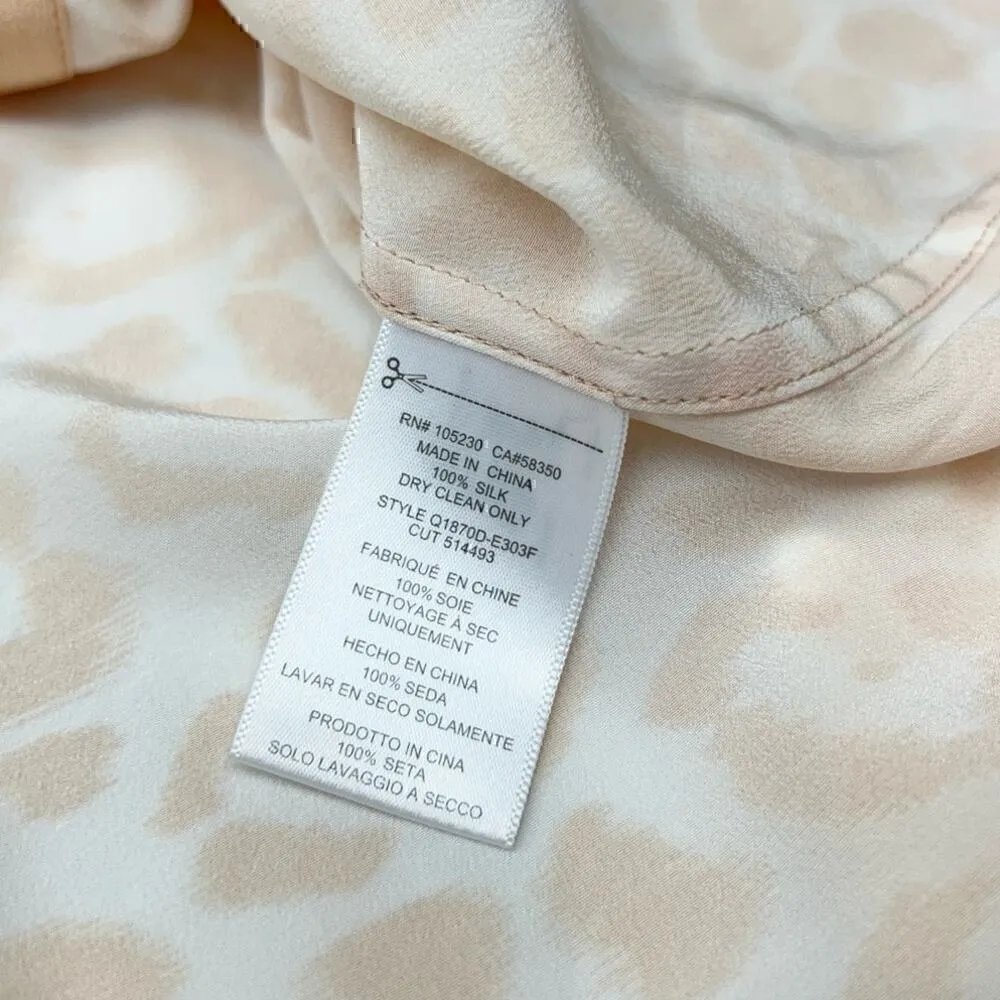 RN# 105230 CA#58350
MADE IN CHINA
100% SILK
DRY CLEAN ONLY
STYLE Q1870D-E303F
CUT 514493
FABRIQUÉ EN CHINE
100% SOIE
NETTOYAGE À SEC
UNIQUEMENT
HECHO EN CHINA
100% SEDA
LAVAR EN SECO SOLAMENTE
PRODOTTO IN CINA
100% SETA
SOLO LAVAGGIO A SECCO